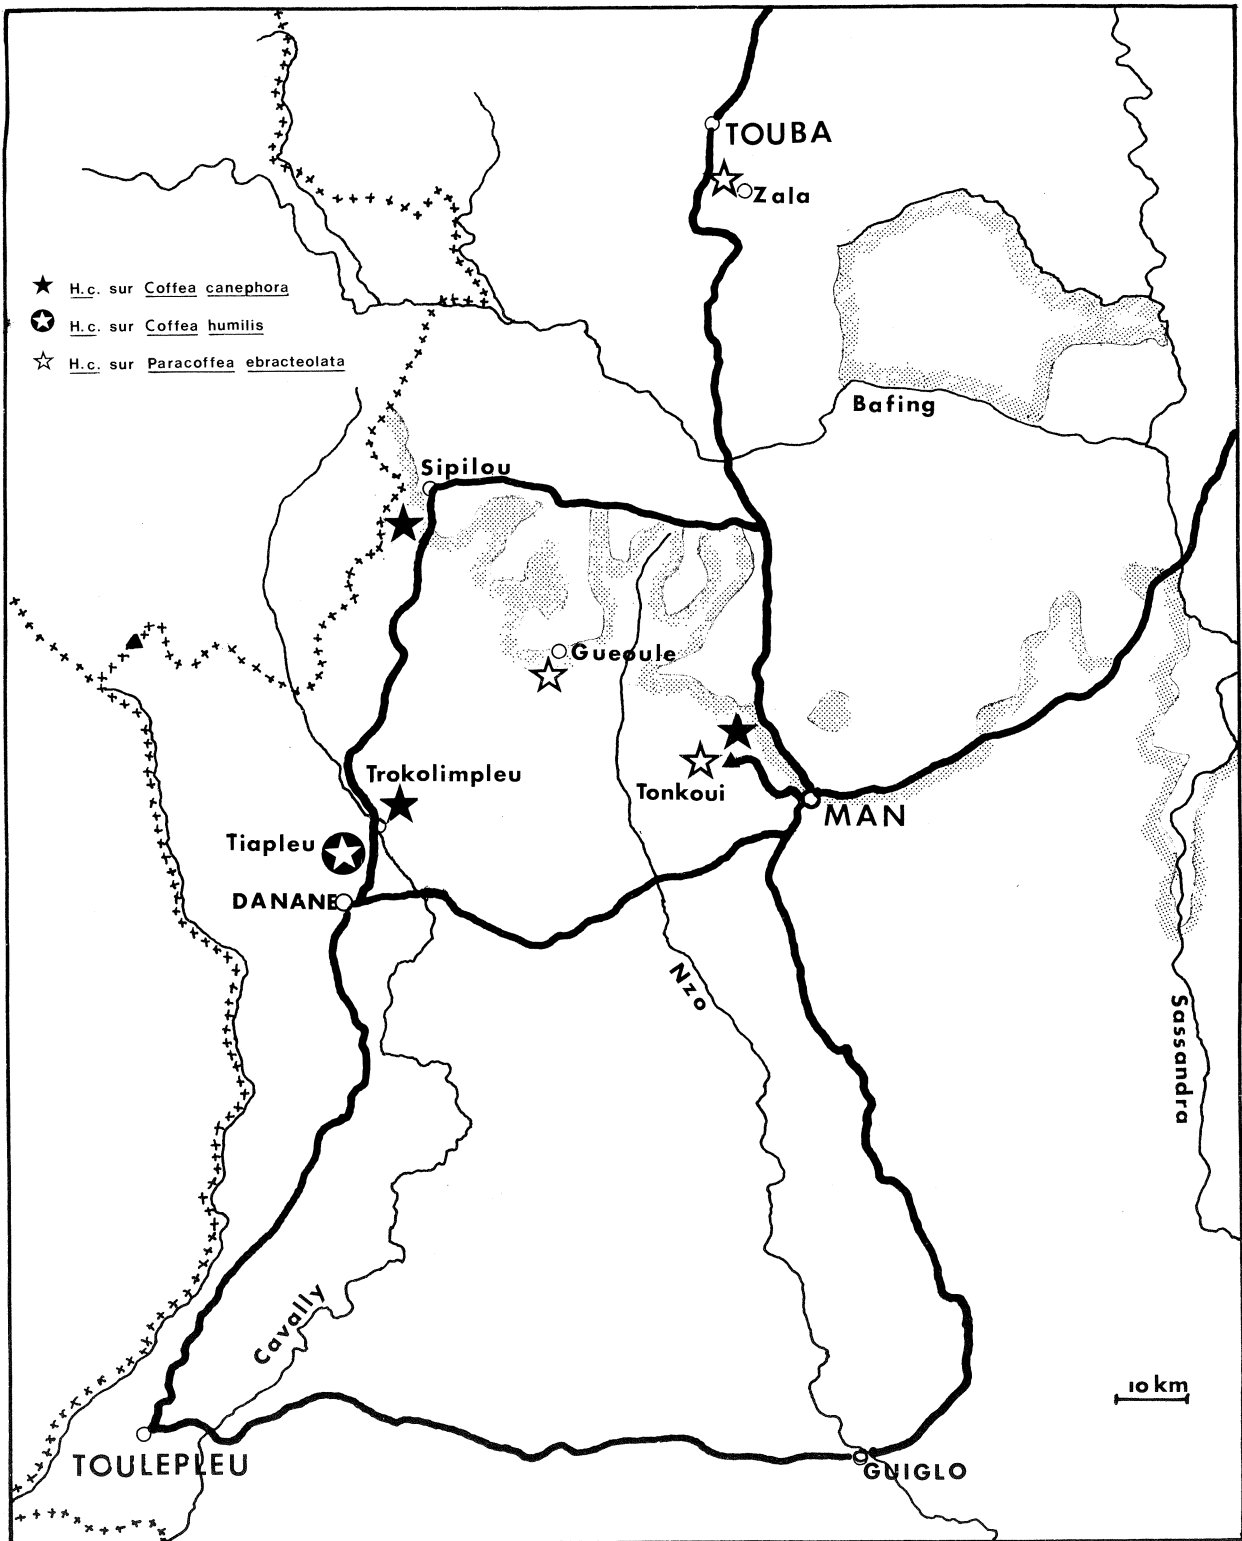 TOUBA
Zala
H.c. sur Coffea canephora
H.c. sur Coffea humilis
H.c. sur Paracoffea ebracteolata
Bafing
Sipilou
Gueoule
Trokolimpleu
Tonkoui
MAN
Tiapleu
DANANE
Nzo
Sassandra
Cavally
10 km
TOULEPLEU
GUIGLO